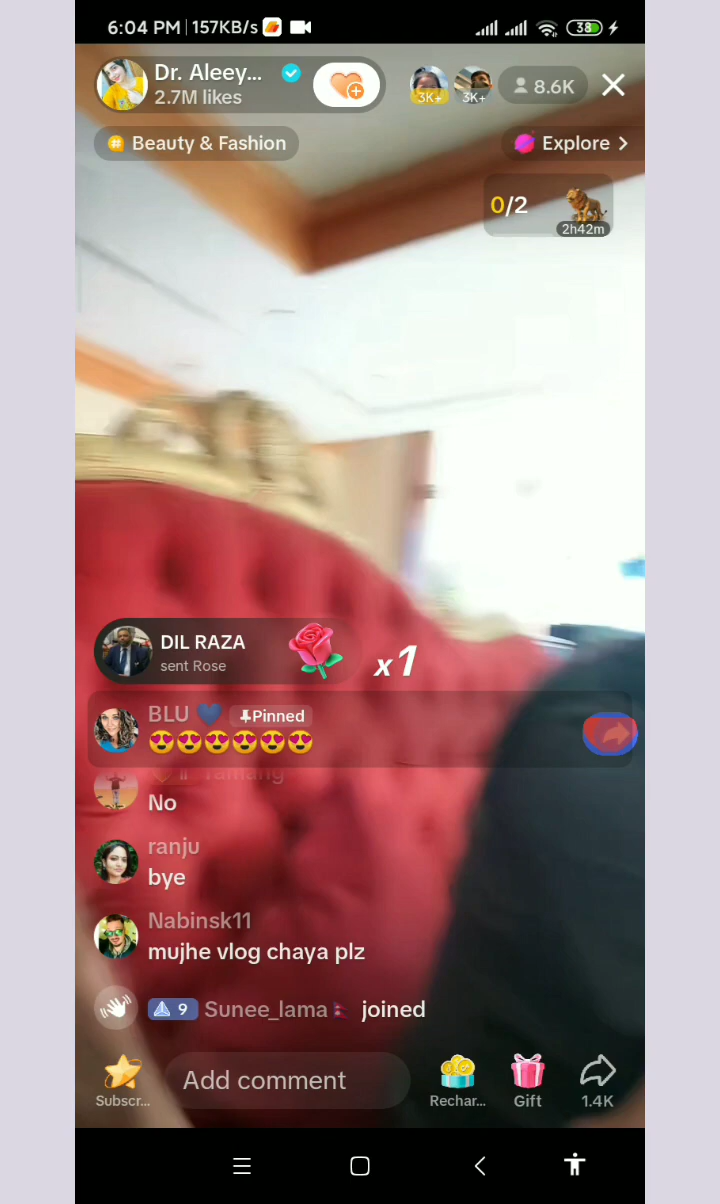 6:04 PM 157KB/s 38
Dr. Aleey...
2.7M likes
3K+
3K+
8.6K
# Beauty & Fashion
Explore
0/2
2h42m
DIL RAZA
sent Rose
x1
BLU 💙 Pinned
😍😍😍😍😍😍
Tamang
No
ranju
bye
Nabinsk11
mujhe vlog chaya plz
9 Sunee_lama🇳🇵 joined
Subscr...
Add comment
Rechar...
Gift
1.4K